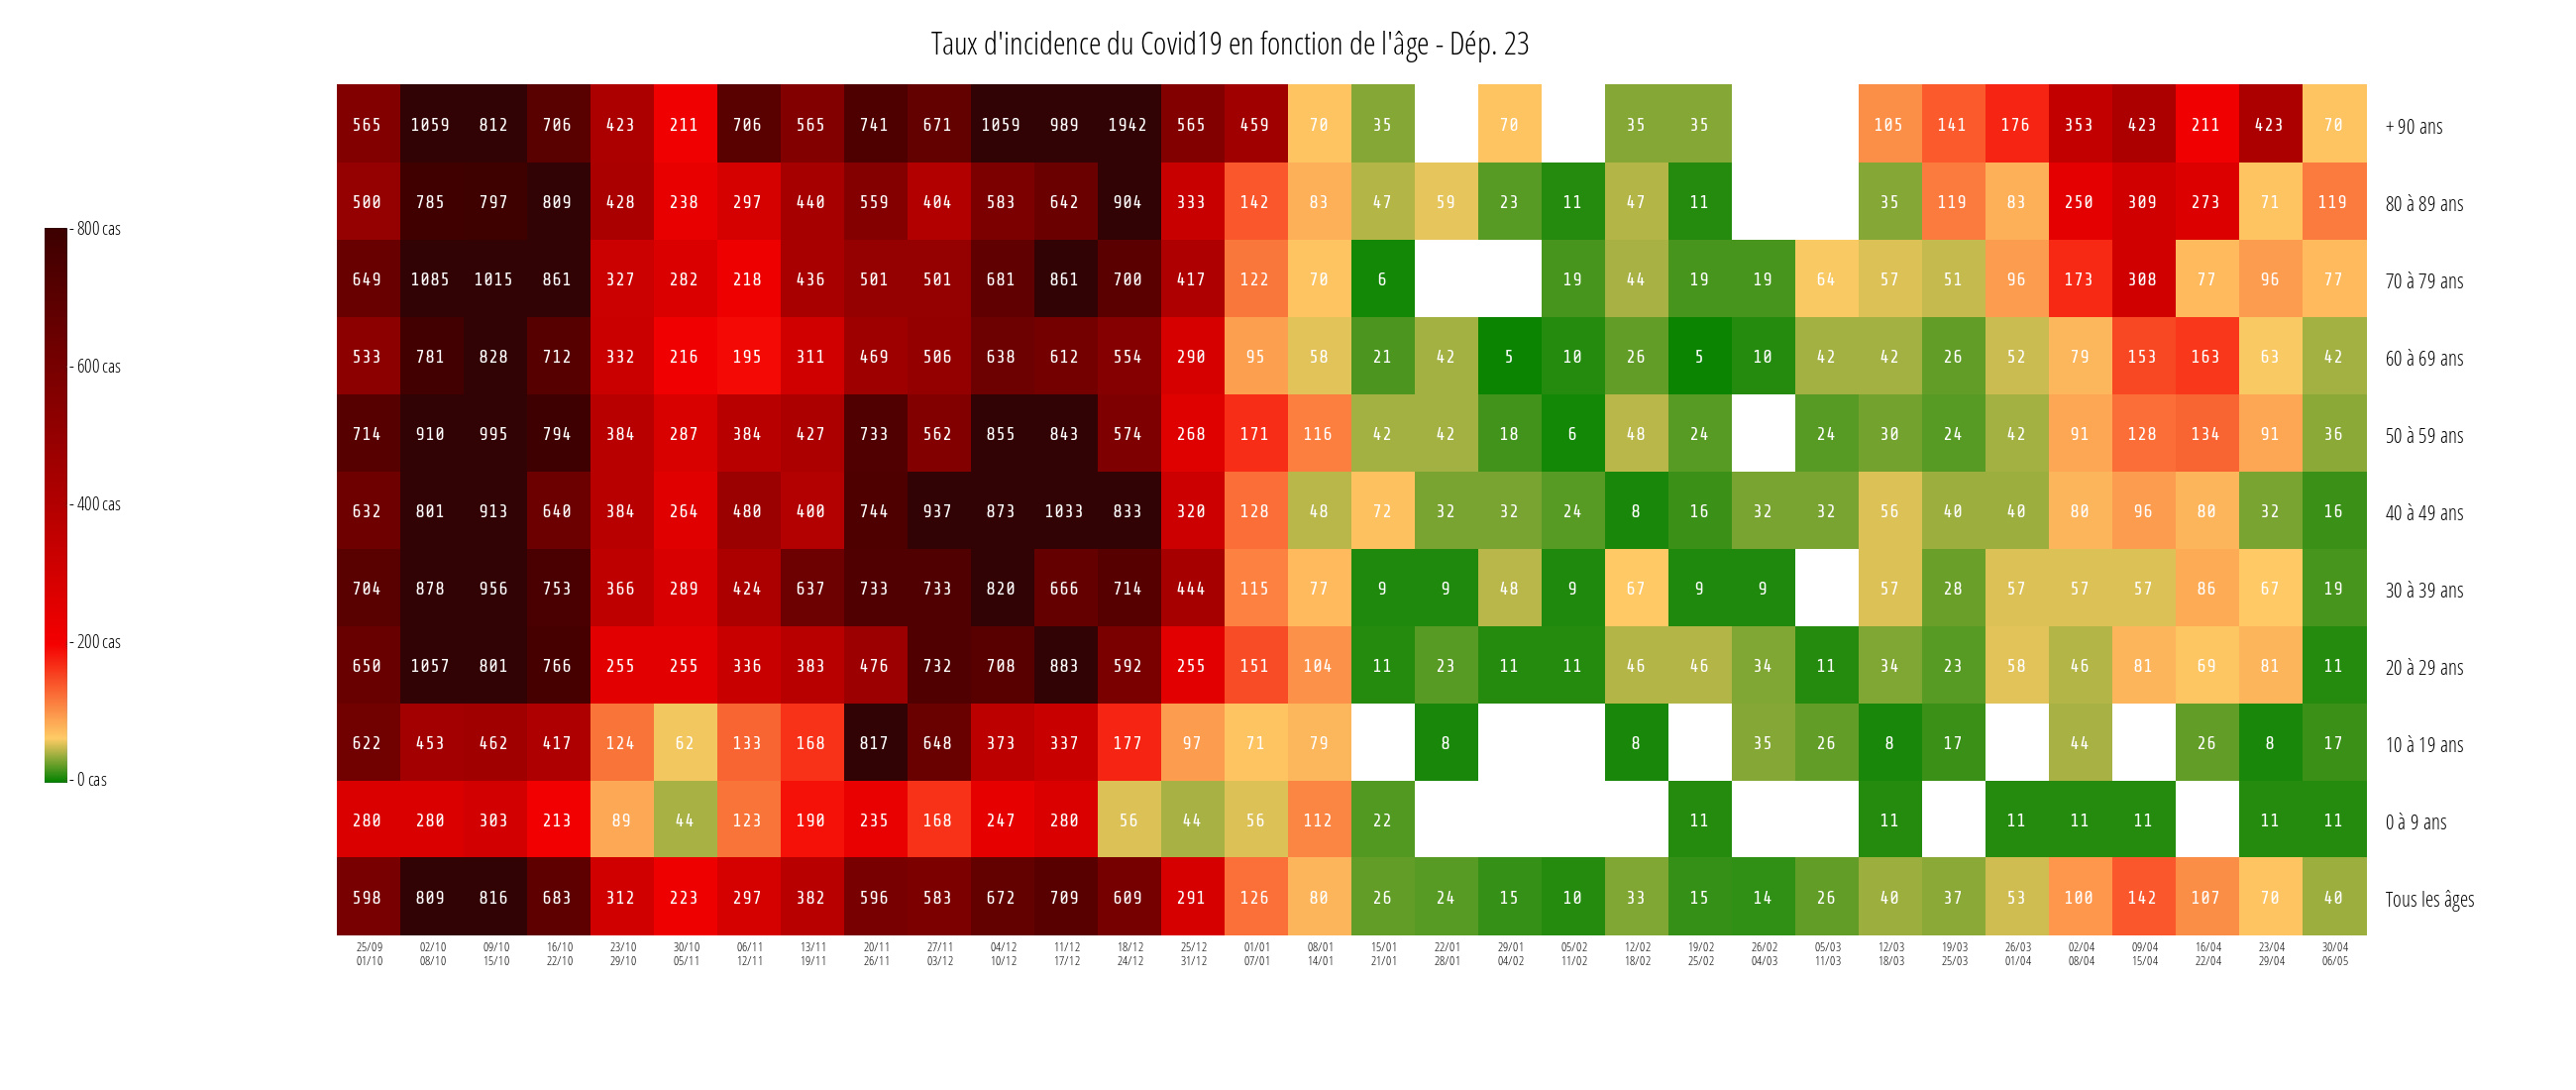 Taux d'incidence du Covid19 en fonction de l'âge - Dép. 23
565 1059 812 706 423 211 706 565 741 671 1059 989 1942 565 459 70 35 70 35 35 105 141 176 353 423 211 423 70 + 90 ans
500 785 797 809 428 238 297 440 559 404 583 642 904 333 142 83 47 59 23 11 47 11 35 119 83 250 309 273 71 119 80 à 89 ans
- 800 cas
649 1085 1015 861 327 282 218 436 501 501 681 861 700 417 122 70 6 19 44 19 19 64 57 51 96 173 308 77 96 77 70 à 79 ans
533 781 828 712 332 216 195 311 469 506 638 612 554 290 95 58 21 42 5 10 26 5 10 42 42 26 52 79 153 163 63 42 60 à 69 ans
- 600 cas
714 910 995 794 384 287 384 427 733 562 855 843 574 268 171 116 42 42 18 6 48 24 24 30 24 42 91 128 134 91 36 50 à 59 ans
- 400 cas
632 801 913 640 384 264 480 400 744 937 873 1033 833 320 128 48 72 32 32 24 8 16 32 32 56 40 40 80 96 80 32 16 40 à 49 ans
704 878 956 753 366 289 424 637 733 733 820 666 714 444 115 77 9 9 48 9 67 9 9 57 28 57 57 57 86 67 19 30 à 39 ans
- 200 cas
650 1057 801 766 255 255 336 383 476 732 708 883 592 255 151 104 11 23 11 11 46 46 34 11 34 23 58 46 81 69 81 11 20 à 29 ans
622 453 462 417 124 62 133 168 817 648 373 337 177 97 71 79 8 8 35 26 8 17 44 26 8 17 10 à 19 ans
- 0 cas
280 280 303 213 89 44 123 190 235 168 247 280 56 44 56 112 22 11 11 11 11 11 11 11 0 à 9 ans
598 809 816 683 312 223 297 382 596 583 672 709 609 291 126 80 26 24 15 10 33 15 14 26 40 37 53 100 142 107 70 40 Tous les âges
25/09 02/10 09/10 16/10 23/10 30/10 06/11 13/11 20/11 27/11 04/12 11/12 18/12 25/12 01/01 08/01 15/01 22/01 29/01 05/02 12/02 19/02 26/02 05/03 12/03 19/03 26/03 02/04 09/04 16/04 23/04 30/04
01/10 08/10 15/10 22/10 29/10 05/11 12/11 19/11 26/11 03/12 10/12 17/12 24/12 31/12 07/01 14/01 21/01 28/01 04/02 11/02 18/02 25/02 04/03 11/03 18/03 25/03 01/04 08/04 15/04 22/04 29/04 06/05